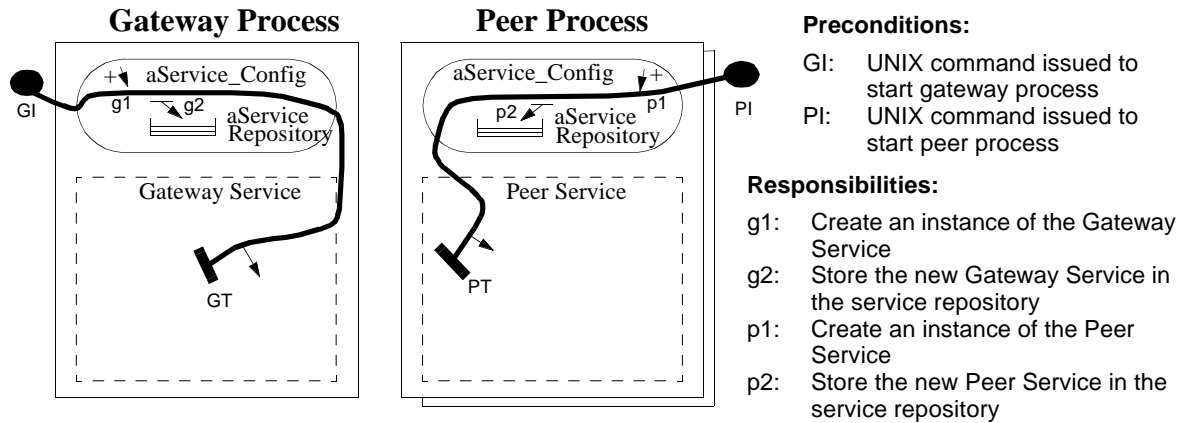 Gateway Process
Peer Process
aService_Config
+
g1
g2
aService
Repository
GI
Gateway Service
GT
aService_Config
+
p1
p2
aService
Repository
PI
Peer Service
PT
Preconditions:
GI: UNIX command issued to
start gateway process
PI: UNIX command issued to
start peer process
Responsibilities:
g1: Create an instance of the Gateway
Service
g2: Store the new Gateway Service in
the service repository
p1: Create an instance of the Peer
Service
p2: Store the new Peer Service in the
service repository